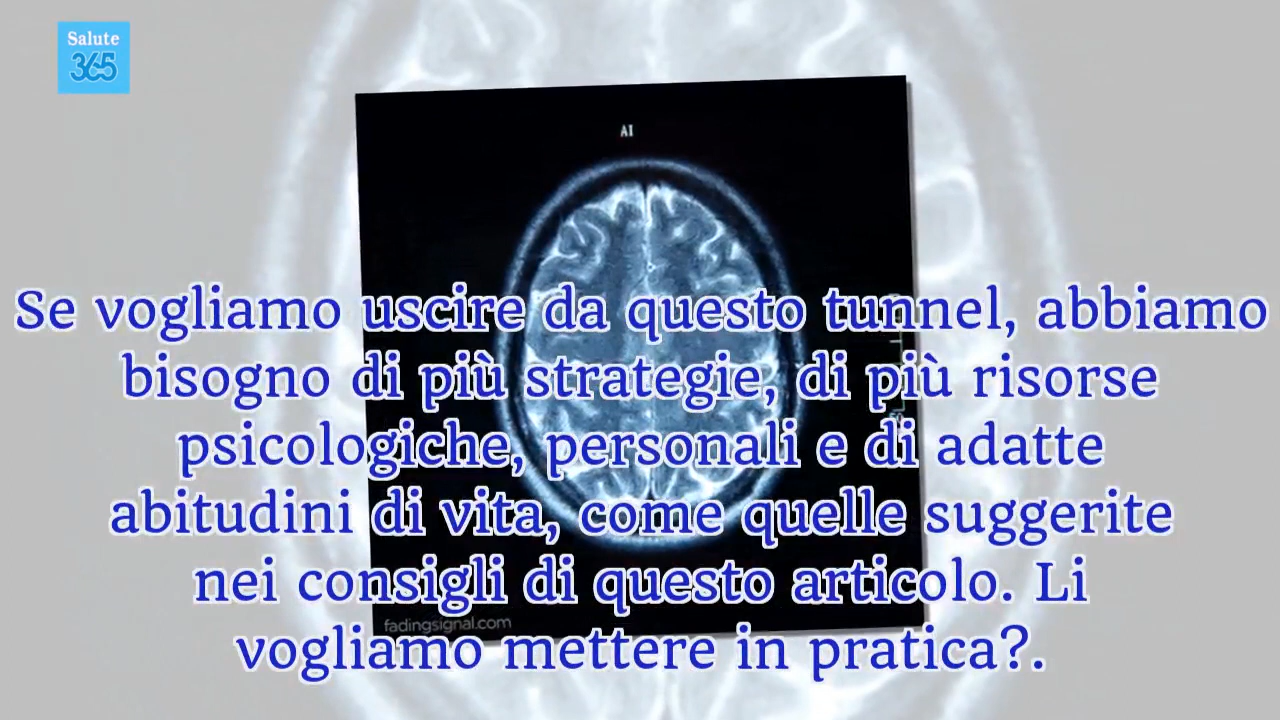 Salute
365
AI
Se vogliamo uscire da questo tunnel, abbiamo
bisogno di più strategie, di più risorse
psicologiche, personali e di adatte
abitudini di vita, come quelle suggerite
nei consigli di questo articolo. Li
vogliamo mettere in pratica?.
fadingsignal.com